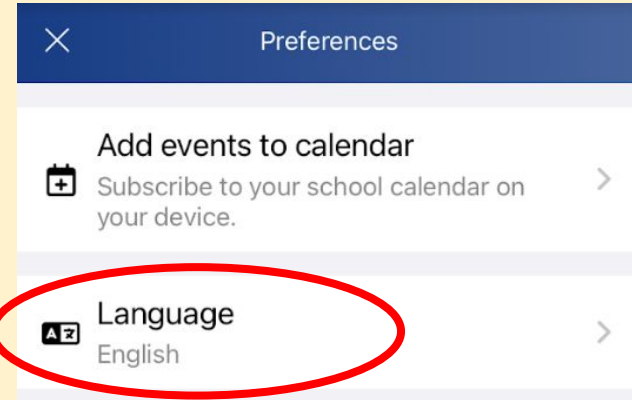 Preferences
Add events to calendar
Subscribe to your school calendar on
your device.
Language
English